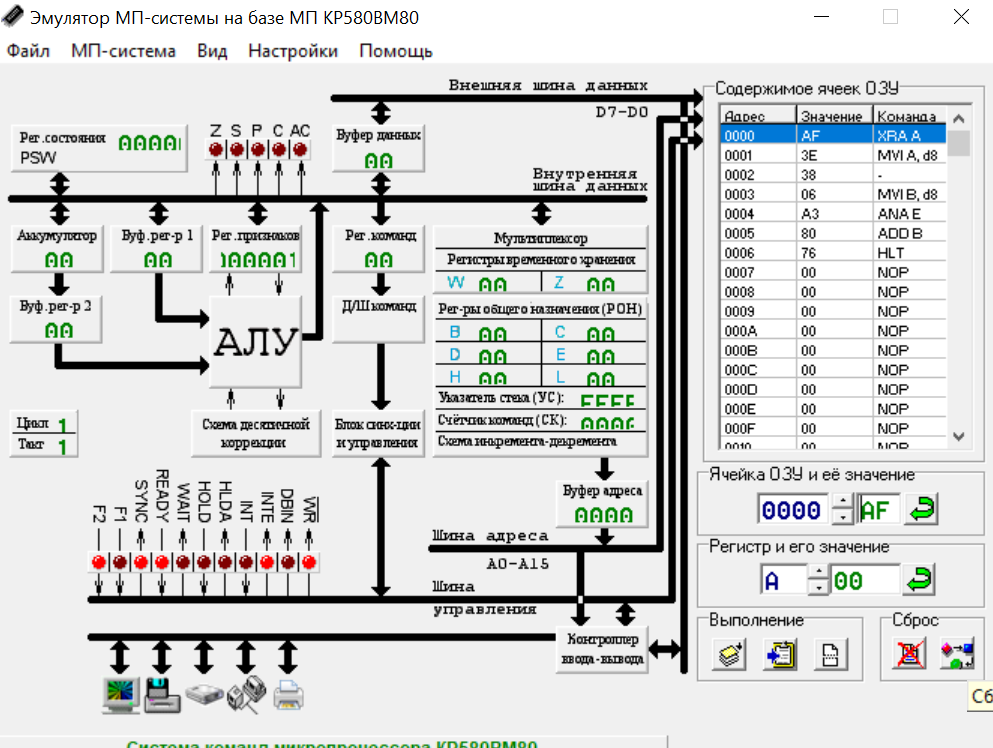 Эмулятор МП-системы на базе МП КР580ВМ80
Файл МП-система Вид Настройки Помощь
Внешняя шина данных
D7-D0
Рег.состояния
PSW
Z S P C AC
Буфер данных
00
Внутренняя
шина данных
Аккумулятор
00
Буф.рег-р 1
00
Рег.признаков
Рег.команд
00
Мультиплексор
Регистры временного хранения
W 00 Z 00
Буф.рег-р 2
00
АЛУ
Д/Ш команд
Рег-ры общего назначения (РОН)
B 00 C 00
D 00 E 00
H 00 L 00
Указатель стека (УС):
Счётчик команд (СК):
Схема инкремента-декремента
Цикл 1
Такт 1
Схема десятичной
коррекции
Блок синх-ции
и управления
F2 F1 SYNC READY WAIT HOLD HLDA INT INTE DBIN WR
Буфер адреса
0000
Шина адреса
A0-A15
Шина
управления
Контроллер
ввода-вывода
Содержимое ячеек ОЗУ
Адрес Значение Команда
0000 AF XRA A
0001 3E MVI A, d8
0002 38 -
0003 06 MVI B, d8
0004 A3 ANA E
0005 80 ADD B
0006 76 HLT
0007 00 NOP
0008 00 NOP
0009 00 NOP
000A 00 NOP
000B 00 NOP
000C 00 NOP
000D 00 NOP
000E 00 NOP
000F 00 NOP
0010 00 NOP
Ячейка ОЗУ и её значение
0000 AF
Регистр и его значение
A 00
Выполнение
Сброс
Сб
Система команд микропроцессора КР580ВМ80